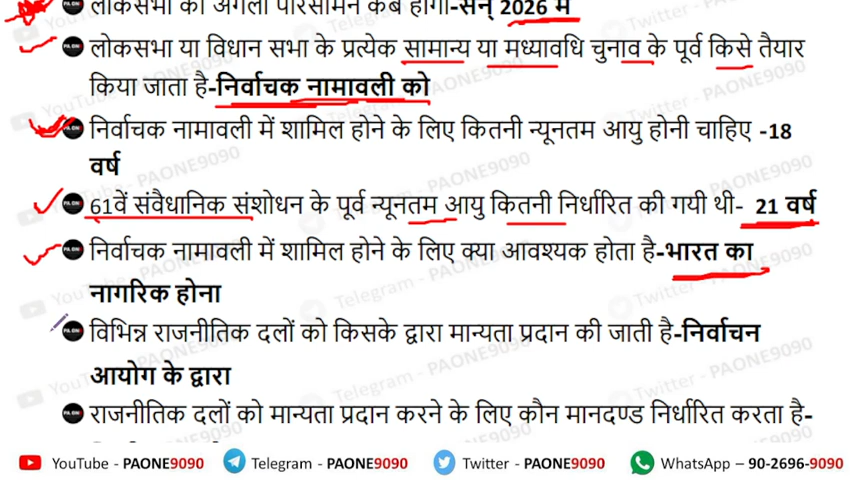 लोकसभा का अगला परिसीमन कब होगा-सन् 2026 में
लोकसभा या विधान सभा के प्रत्येक सामान्य या मध्यावधि चुनाव के पूर्व किसे तैयार
किया जाता है-निर्वाचक नामावली को
निर्वाचक नामावली में शामिल होने के लिए कितनी न्यूनतम आयु होनी चाहिए -18
वर्ष
61वें संवैधानिक संशोधन के पूर्व न्यूनतम आयु कितनी निर्धारित की गयी थी- 21 वर्ष
निर्वाचक नामावली में शामिल होने के लिए क्या आवश्यक होता है-भारत का
नागरिक होना
विभिन्न राजनीतिक दलों को किसके द्वारा मान्यता प्रदान की जाती है-निर्वाचन
आयोग के द्वारा
राजनीतिक दलों को मान्यता प्रदान करने के लिए कौन मानदण्ड निर्धारित करता है-
YouTube - PAONE9090 Telegram - PAONE9090 Twitter - PAONE9090 WhatsApp – 90-2696-9090